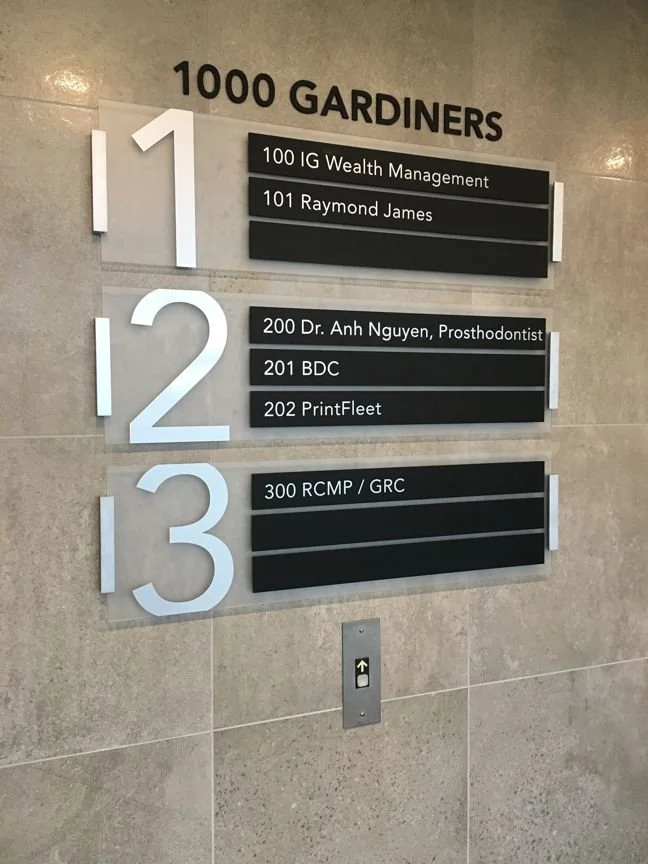 1000 GARDINERS
1
100 IG Wealth Management
101 Raymond James
2
200 Dr. Anh Nguyen, Prosthodontist
201 BDC
202 PrintFleet
3
300 RCMP / GRC